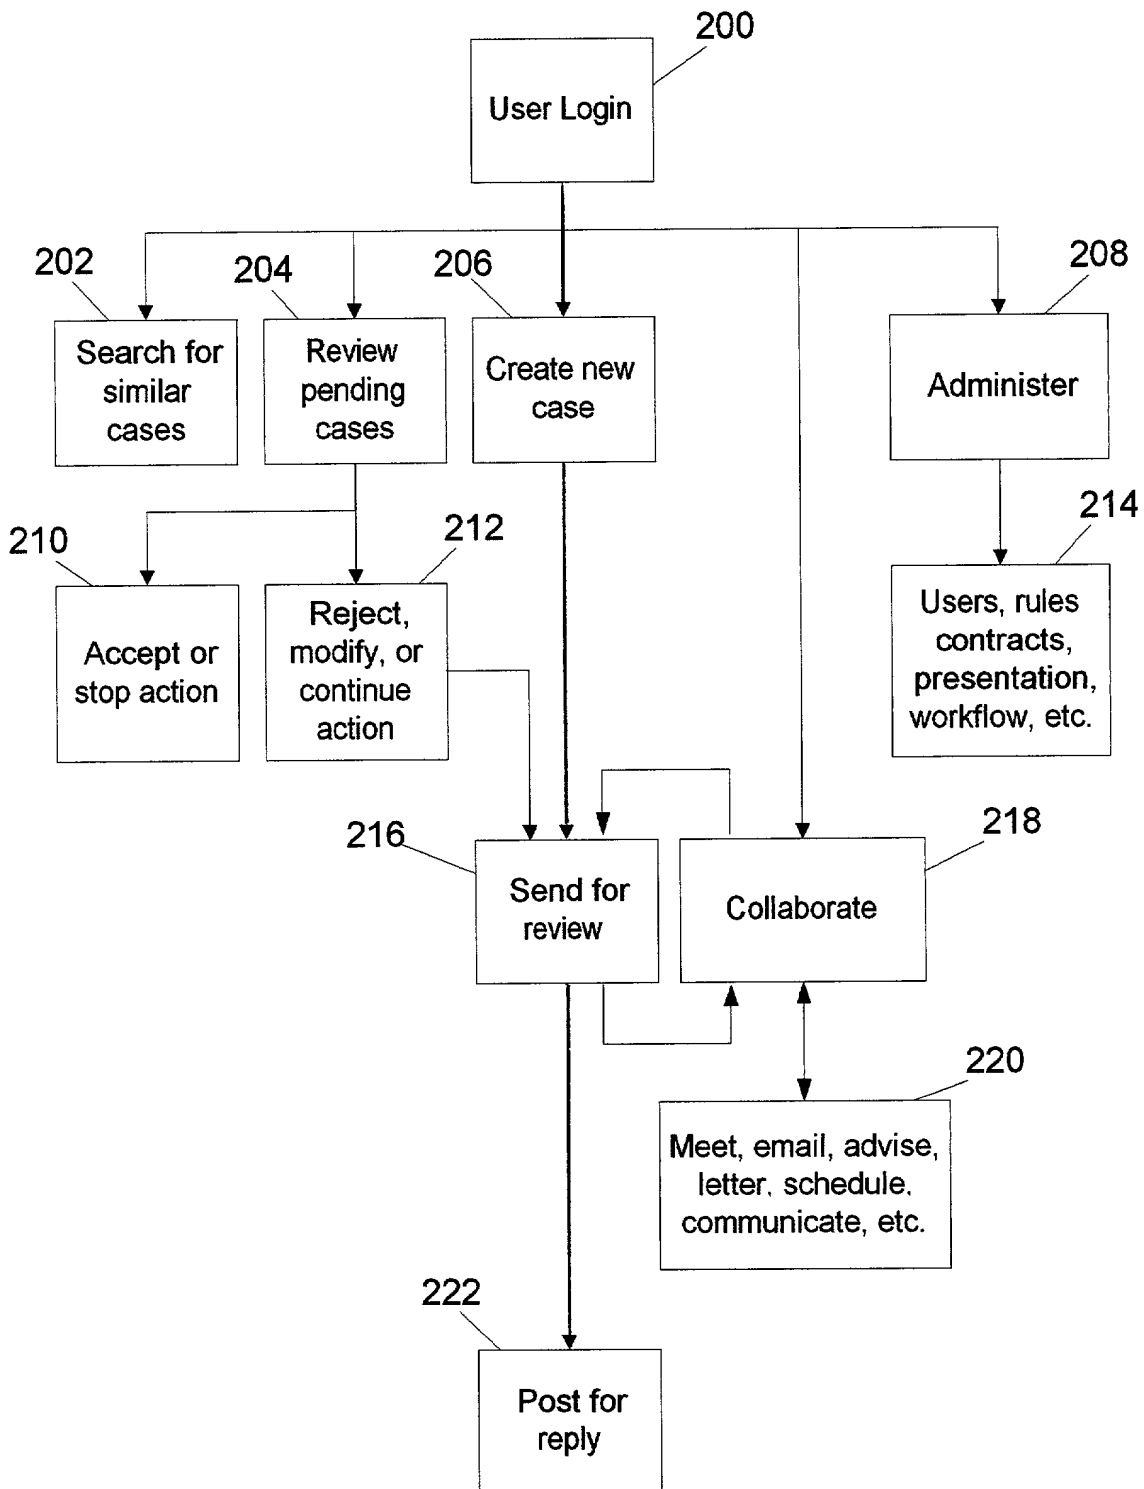 200
User Login
202
204
206
208
Search for
similar
cases
Review
pending
cases
Create new
case
Administer
210
212
214
Accept or
stop action
Reject,
modify, or
continue
action
Users, rules
contracts,
presentation,
workflow, etc.
216
218
Send for
review
Collaborate
220
Meet, email, advise,
letter, schedule,
communicate, etc.
222
Post for
reply